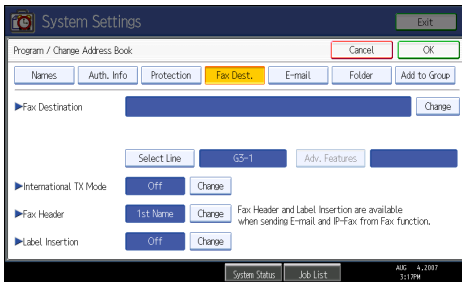 System Settings
Exit
Program / Change Address Book
Cancel
OK
Names
Auth. Info
Protection
Fax Dest.
E-mail
Folder
Add to Group
▶Fax Destination
Change
Select Line
G3-1
Adv. Features
▶International TX Mode
Off
Change
▶Fax Header
1st Name
Change
Fax Header and Label Insertion are available
when sending E-mail and IP-Fax from Fax function.
▶Label Insertion
Off
Change
System Status
Job List
AUG 4,2007
3:17PM